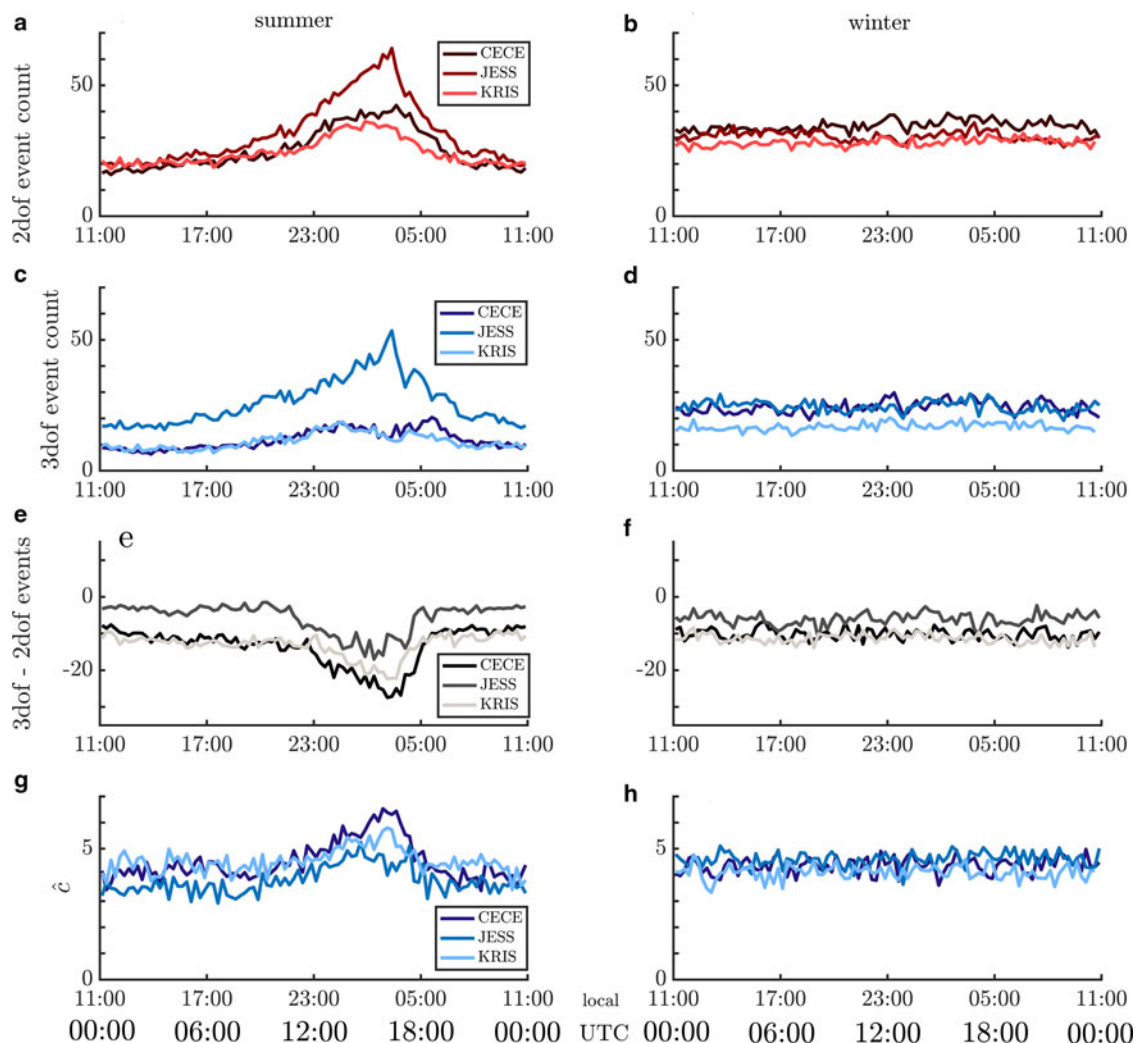 a
summer
b
winter
2dof event count
50
0
CECE
JESS
KRIS
11:00 17:00 23:00 05:00 11:00
11:00 17:00 23:00 05:00 11:00
50
0
c
d
3dof event count
50
0
CECE
JESS
KRIS
11:00 17:00 23:00 05:00 11:00
50
0
11:00 17:00 23:00 05:00 11:00
e
e
f
3dof - 2dof events
0
-20
CECE
JESS
KRIS
11:00 17:00 23:00 05:00 11:00
0
-20
11:00 17:00 23:00 05:00 11:00
g
h
ĉ
5
0
CECE
JESS
KRIS
5
0
11:00 17:00 23:00 05:00 11:00 local 11:00 17:00 23:00 05:00 11:00
00:00 06:00 12:00 18:00 00:00 UTC 00:00 06:00 12:00 18:00 00:00